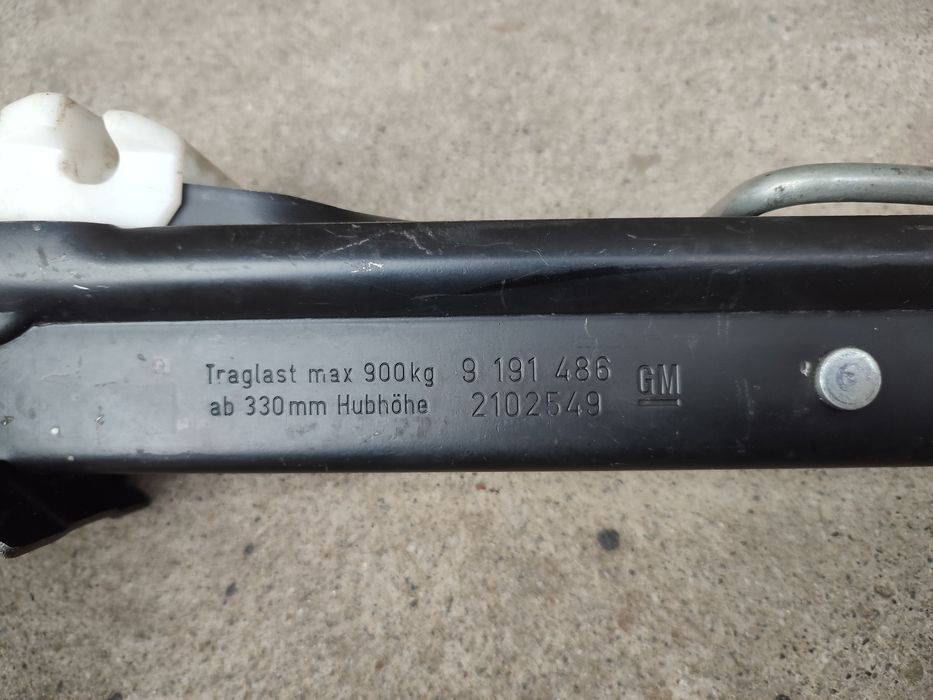 Traglast max 900kg 9 191 486 GM
ab 330mm Hubhöhe 2102549